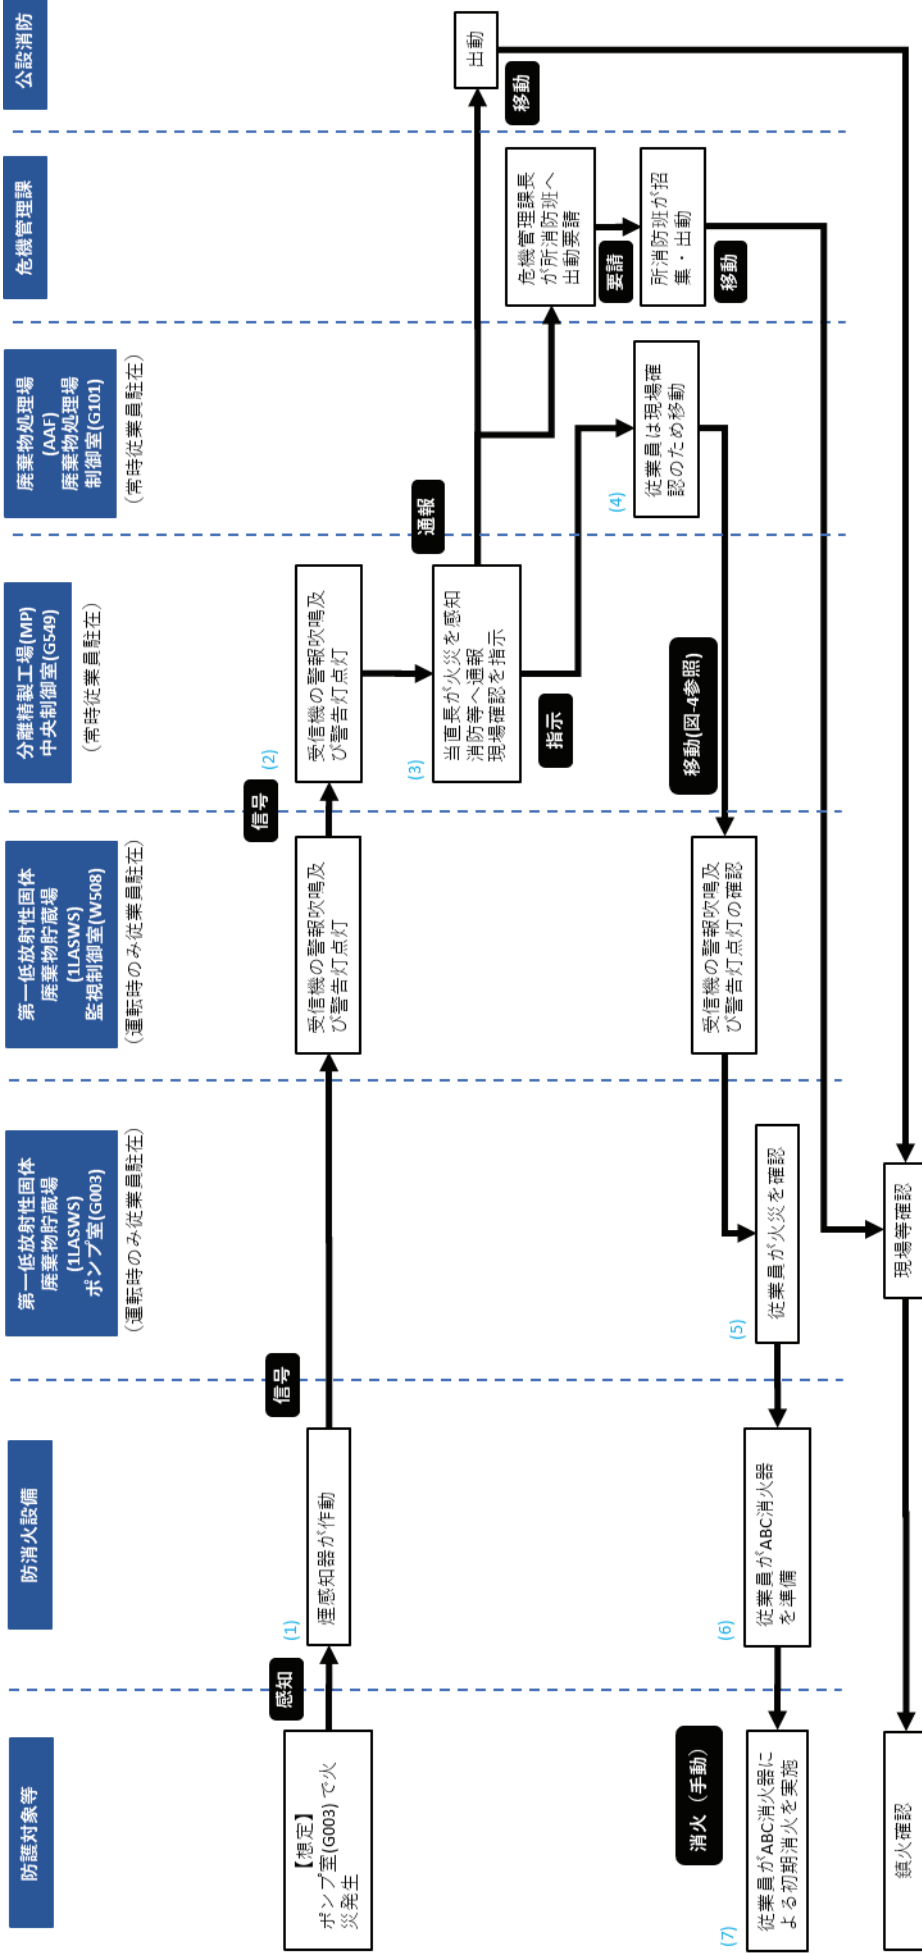 防護対象等
防消火設備
第一低放射性固体
廃棄物貯蔵場
(1LASWS)
ポンプ室(G003)
（運転時のみ従業員駐在）
第一低放射性固体
廃棄物貯蔵場
(1LASWS)
監視制御室(W508)
（運転時のみ従業員駐在）
分離精製工場(MP)
中央制御室(G549)
（常時従業員駐在）
廃棄物処理場
(AAF)
廃棄物処理場
制御室(G101)
（常時従業員駐在）
危機管理課
公設消防
【想定】
ポンプ室(G003)で火
災発生
感知
(1)
煙感知器が作動
信号
受信機の警報吹鳴及
び警告灯点灯
信号
(2)
受信機の警報吹鳴及
び警告灯点灯
(3)
当直長が火災を感知
消防等へ通報
現場確認を指示
通報
出動
移動
危機管理課長
が所消防班へ
出動要請
要請
所消防班が招
集・出動
移動
指示
(4)
従業員は現場確
認のため移動
移動(図-4参照)
受信機の警報吹鳴及
び警告灯点灯の確認
(5)
従業員が火災を確認
(6)
従業員がABC消火器
を準備
消火（手動）
(7)
従業員がABC消火器に
よる初期消火を実施
現場等確認
鎮火確認